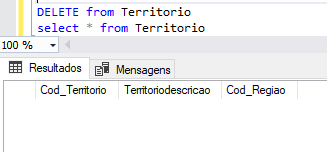 DELETE from Territorio
select * from Territorio
100 %
Resultados Mensagens
Cod_Territorio Territoriodescricao Cod_Regiao